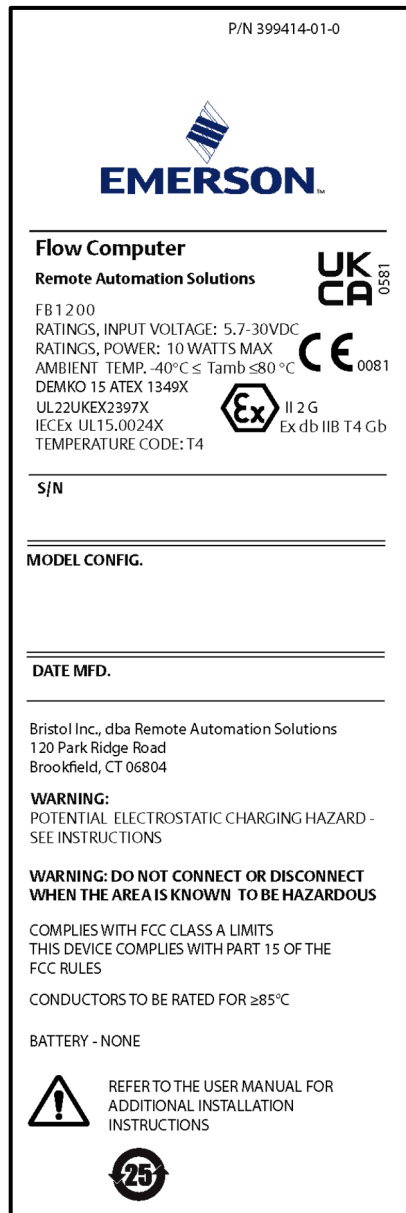 P/N 399414-01-0
EMERSON™
Flow Computer
Remote Automation Solutions
UK
CA
0581
FB1200
RATINGS, INPUT VOLTAGE: 5.7-30VDC
RATINGS, POWER: 10 WATTS MAX
AMBIENT TEMP. -40°C ≤ Tamb ≤80 °C
CE 0081
DEMKO 15 ATEX 1349X
UL22UKEX2397X
IECEx UL15.0024X
TEMPERATURE CODE: T4
Ex II 2 G
Ex db IIB T4 Gb
S/N
MODEL CONFIG.
DATE MFD.
Bristol Inc., dba Remote Automation Solutions
120 Park Ridge Road
Brookfield, CT 06804
WARNING:
POTENTIAL ELECTROSTATIC CHARGING HAZARD -
SEE INSTRUCTIONS
WARNING: DO NOT CONNECT OR DISCONNECT
WHEN THE AREA IS KNOWN TO BE HAZARDOUS
COMPLIES WITH FCC CLASS A LIMITS
THIS DEVICE COMPLIES WITH PART 15 OF THE
FCC RULES
CONDUCTORS TO BE RATED FOR ≥85°C
BATTERY - NONE
REFER TO THE USER MANUAL FOR
ADDITIONAL INSTALLATION
INSTRUCTIONS
25